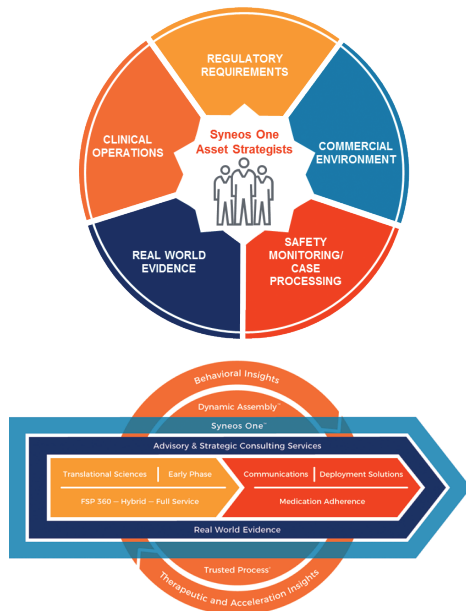 REGULATORY
REQUIREMENTS
CLINICAL
OPERATIONS
Syneos One
Asset Strategists
COMMERCIAL
ENVIRONMENT
REAL WORLD
EVIDENCE
SAFETY
MONITORING/
CASE
PROCESSING
Behavioral Insights
Dynamic Assembly™
Syneos One™
Advisory & Strategic Consulting Services
Translational Sciences | Early Phase
Communications | Deployment Solutions
FSP 360 — Hybrid — Full Service
Medication Adherence
Real World Evidence
Trusted Process®
Therapeutic and Acceleration Insights